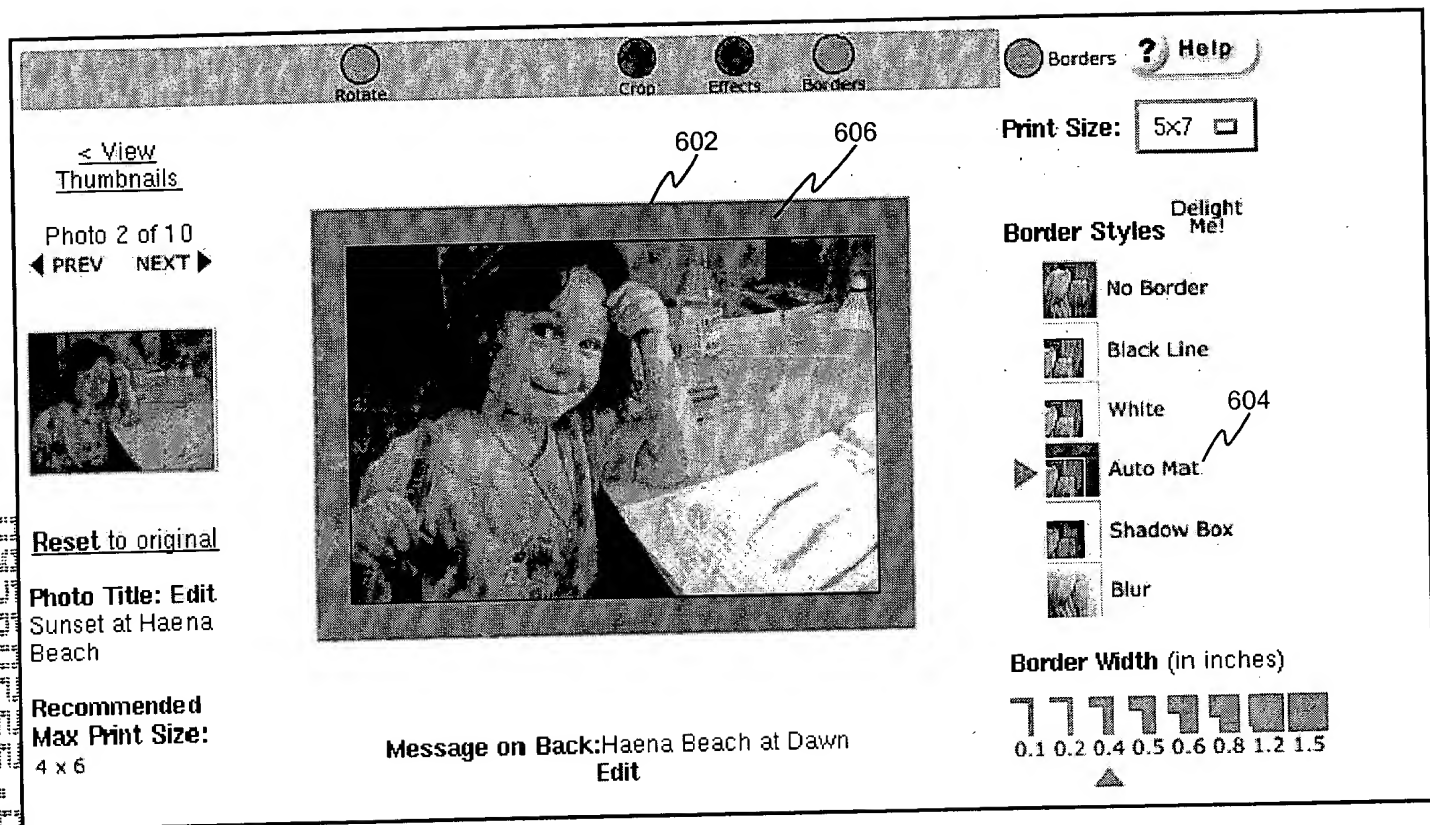 Rotate
Crop
Effects
Borders
Borders
? Help
Print Size: 5x7
< View
Thumbnails
Photo 2 of 10
PREV NEXT
Reset to original
Photo Title: Edit
Sunset at Haena
Beach
Recommended
Max Print Size:
4 x 6
602
606
Message on Back:Haena Beach at Dawn
Edit
Delight
Me!
Border Styles
No Border
Black Line
White
604
Auto Mat
Shadow Box
Blur
Border Width (in inches)
0.1 0.2 0.4 0.5 0.6 0.8 1.2 1.5